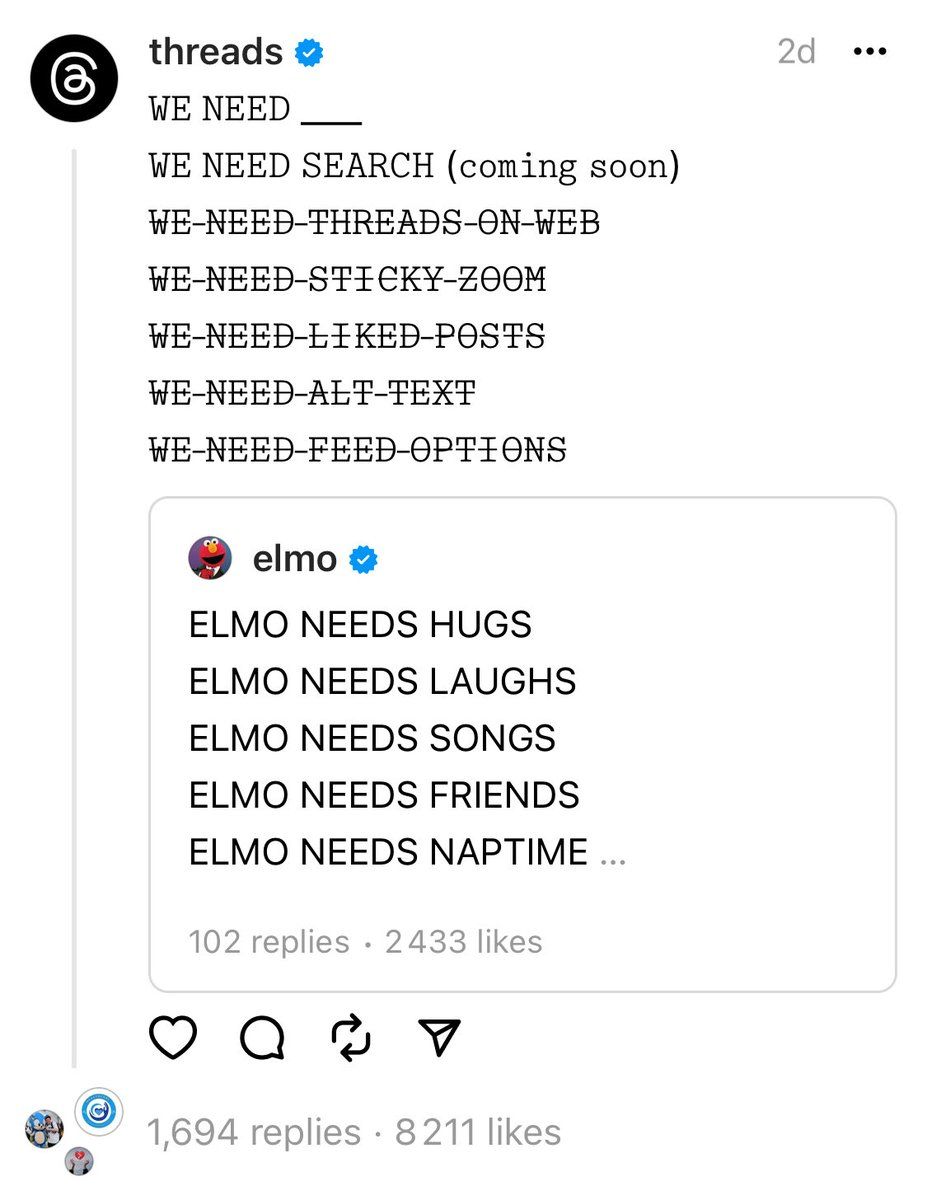 threads
2d
WE NEED ___
WE NEED SEARCH (coming soon)
WE NEED THREADS ON WEB
WE NEED STICKY ZOOM
WE NEED LIKED POSTS
WE NEED ALT TEXT
WE NEED FEED OPTIONS
elmo
ELMO NEEDS HUGS
ELMO NEEDS LAUGHS
ELMO NEEDS SONGS
ELMO NEEDS FRIENDS
ELMO NEEDS NAPTIME ...
102 replies · 2 433 likes
1,694 replies · 8 211 likes